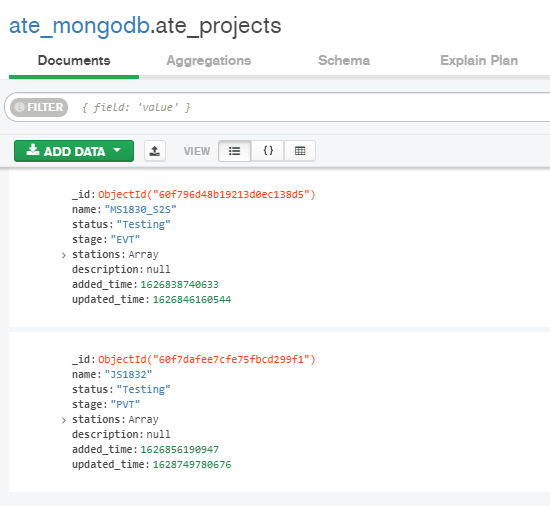 ate_mongodb.ate_projects
Documents Aggregations Schema Explain Plan
FILTER { field: 'value' }
ADD DATA VIEW { }
_id: ObjectId("60f796d48b19213d0ec138d5")
name: "MS1830_S2S"
status: "Testing"
stage: "EVT"
stations: Array
description: null
added_time: 1626838740633
updated_time: 1626846160544
_id: ObjectId("60f7dafee7cfe75fbcd299f1")
name: "JS1832"
status: "Testing"
stage: "PVT"
stations: Array
description: null
added_time: 1626856190947
updated_time: 1628749780676